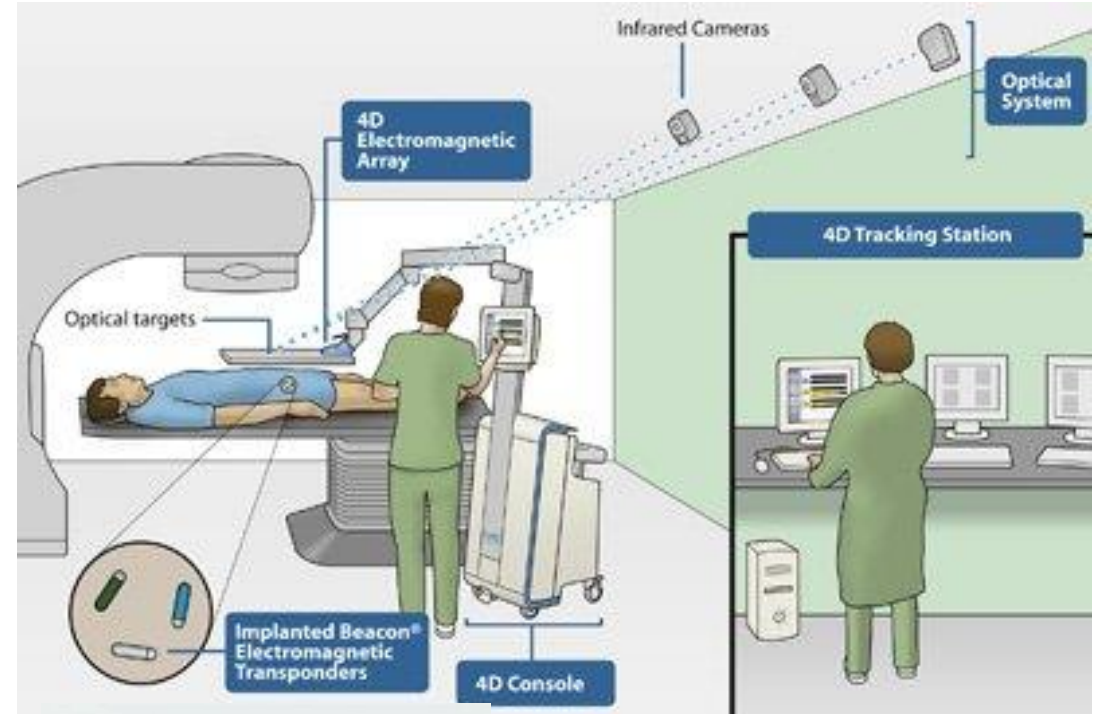 Infrared Cameras
Optical
System
4D
Electromagnetic
Array
4D Tracking Station
Optical targets
Implanted Beacon®
Electromagnetic
Transponders
4D Console